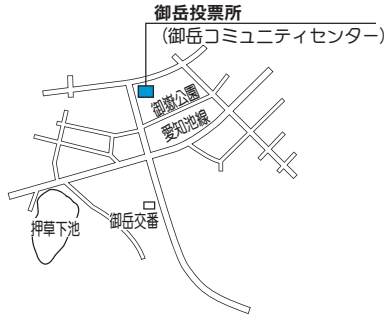 御岳投票所
（御岳コミュニティセンター）
御嶽公園
愛知池線
御岳交番
押草下池